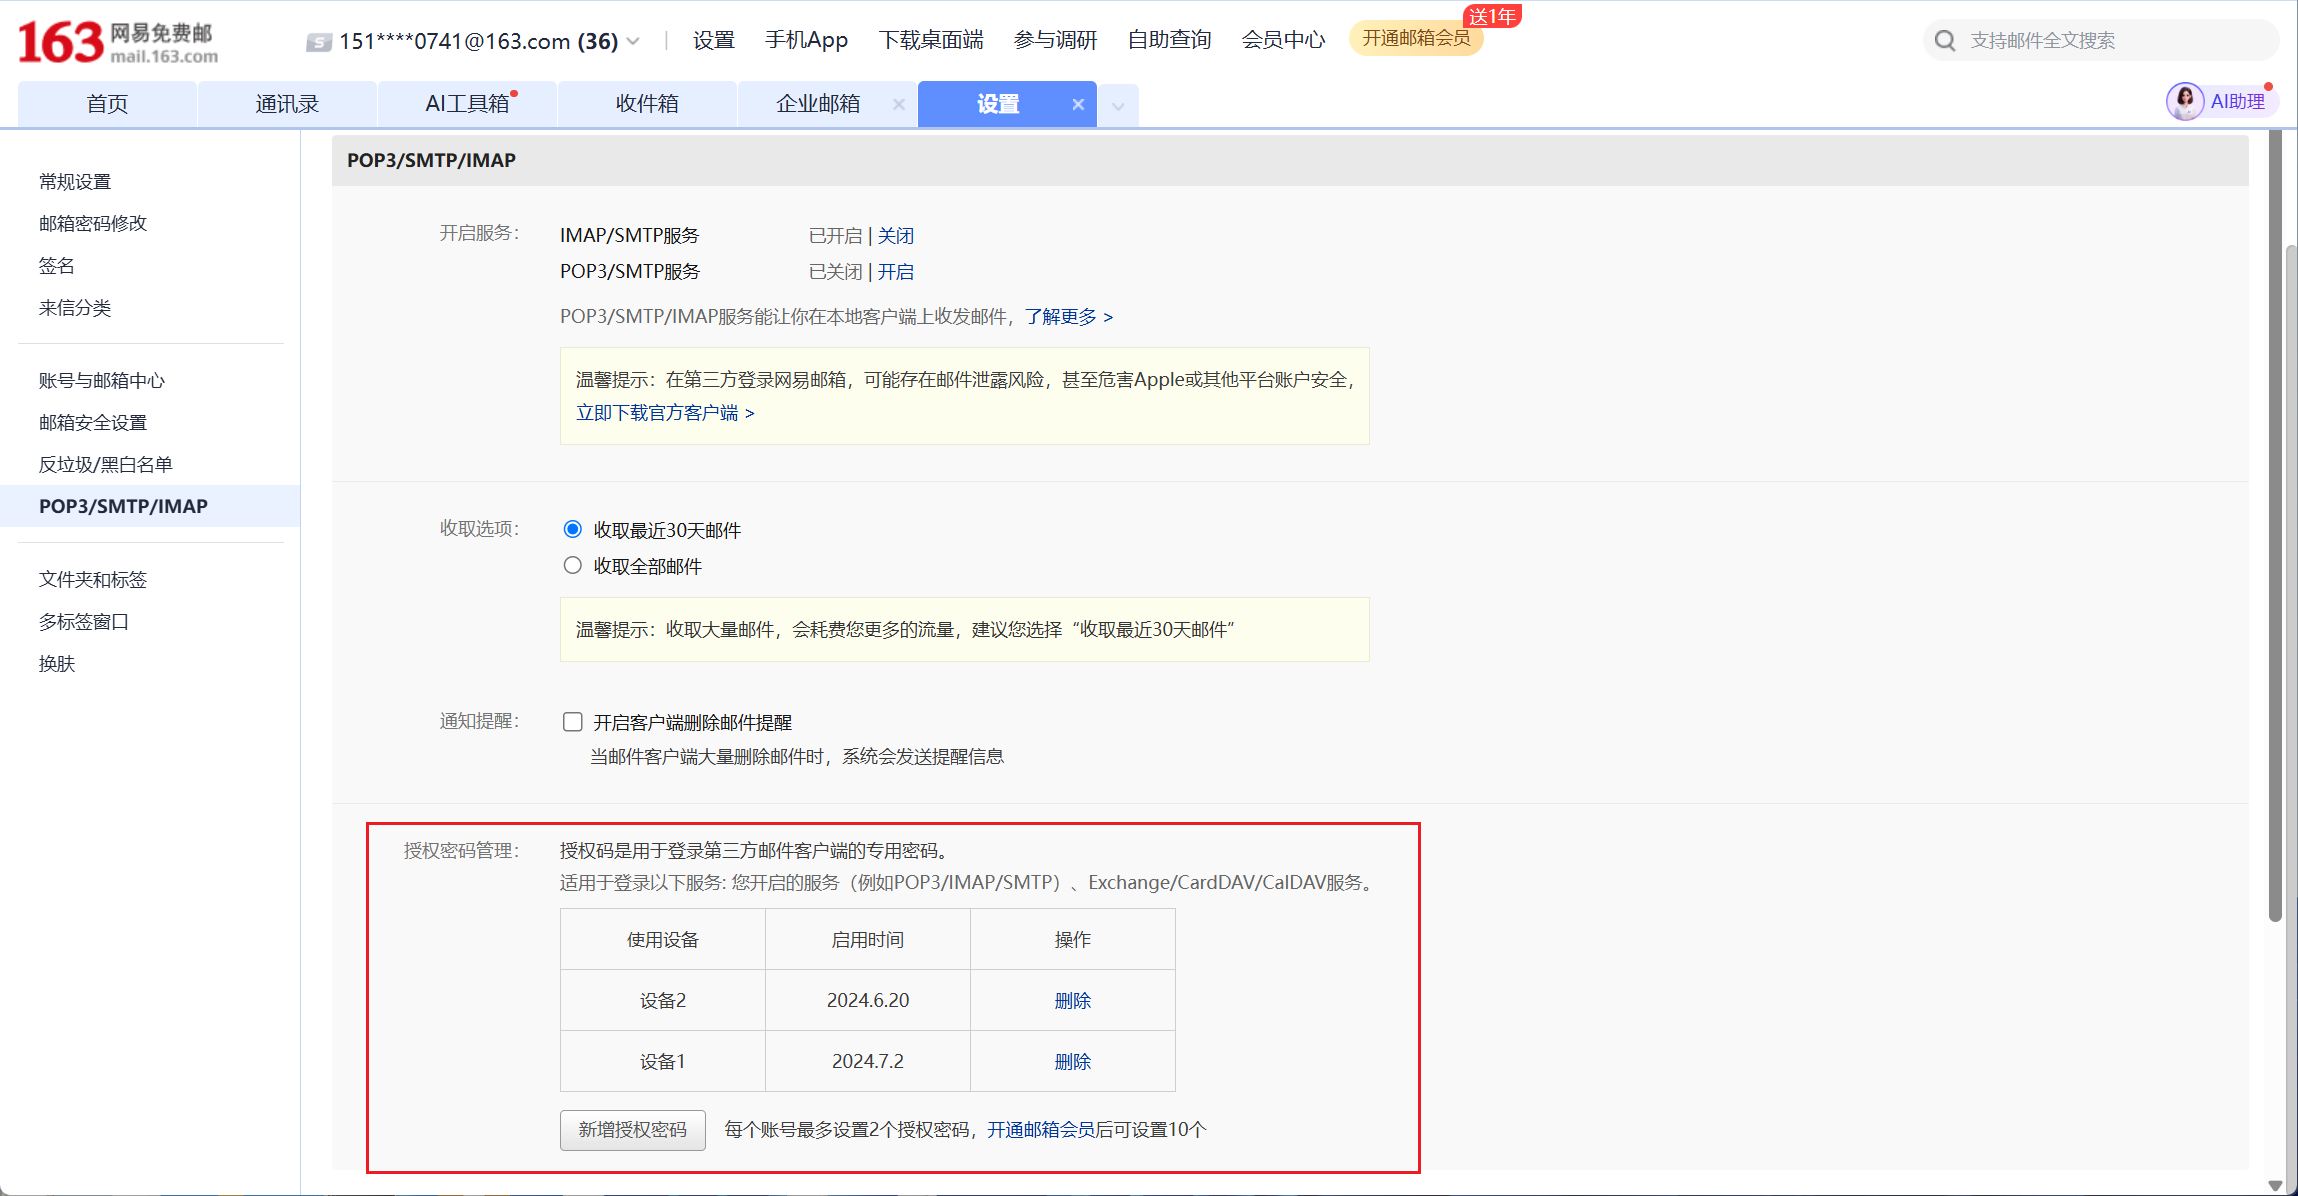 163 网易免费邮 mail.163.com
S 151****0741@163.com (36) | 设置 手机App 下载桌面端 参与调研 自助查询 会员中心 开通邮箱会员 送1年 支持邮件全文搜索
首页 通讯录 AI工具箱 收件箱 企业邮箱 × 设置 × AI助理
常规设置
邮箱密码修改
签名
来信分类
账号与邮箱中心
邮箱安全设置
反垃圾/黑白名单
POP3/SMTP/IMAP
文件夹和标签
多标签窗口
换肤
POP3/SMTP/IMAP
开启服务： IMAP/SMTP服务 已开启 | 关闭
POP3/SMTP服务 已关闭 | 开启
POP3/SMTP/IMAP服务能让你在本地客户端上收发邮件，了解更多 >
温馨提示：在第三方登录网易邮箱，可能存在邮件泄露风险，甚至危害Apple或其他平台账户安全，
立即下载官方客户端 >
收取选项： 收取最近30天邮件
收取全部邮件
温馨提示：收取大量邮件，会耗费您更多的流量，建议您选择“收取最近30天邮件”
通知提醒： 开启客户端删除邮件提醒
当邮件客户端大量删除邮件时，系统会发送提醒信息
授权密码管理： 授权码是用于登录第三方邮件客户端的专用密码。
适用于登录以下服务: 您开启的服务（例如POP3/IMAP/SMTP）、Exchange/CardDAV/CalDAV服务。
使用设备 启用时间 操作
设备2 2024.6.20 删除
设备1 2024.7.2 删除
新增授权密码 每个账号最多设置2个授权密码，开通邮箱会员后可设置10个